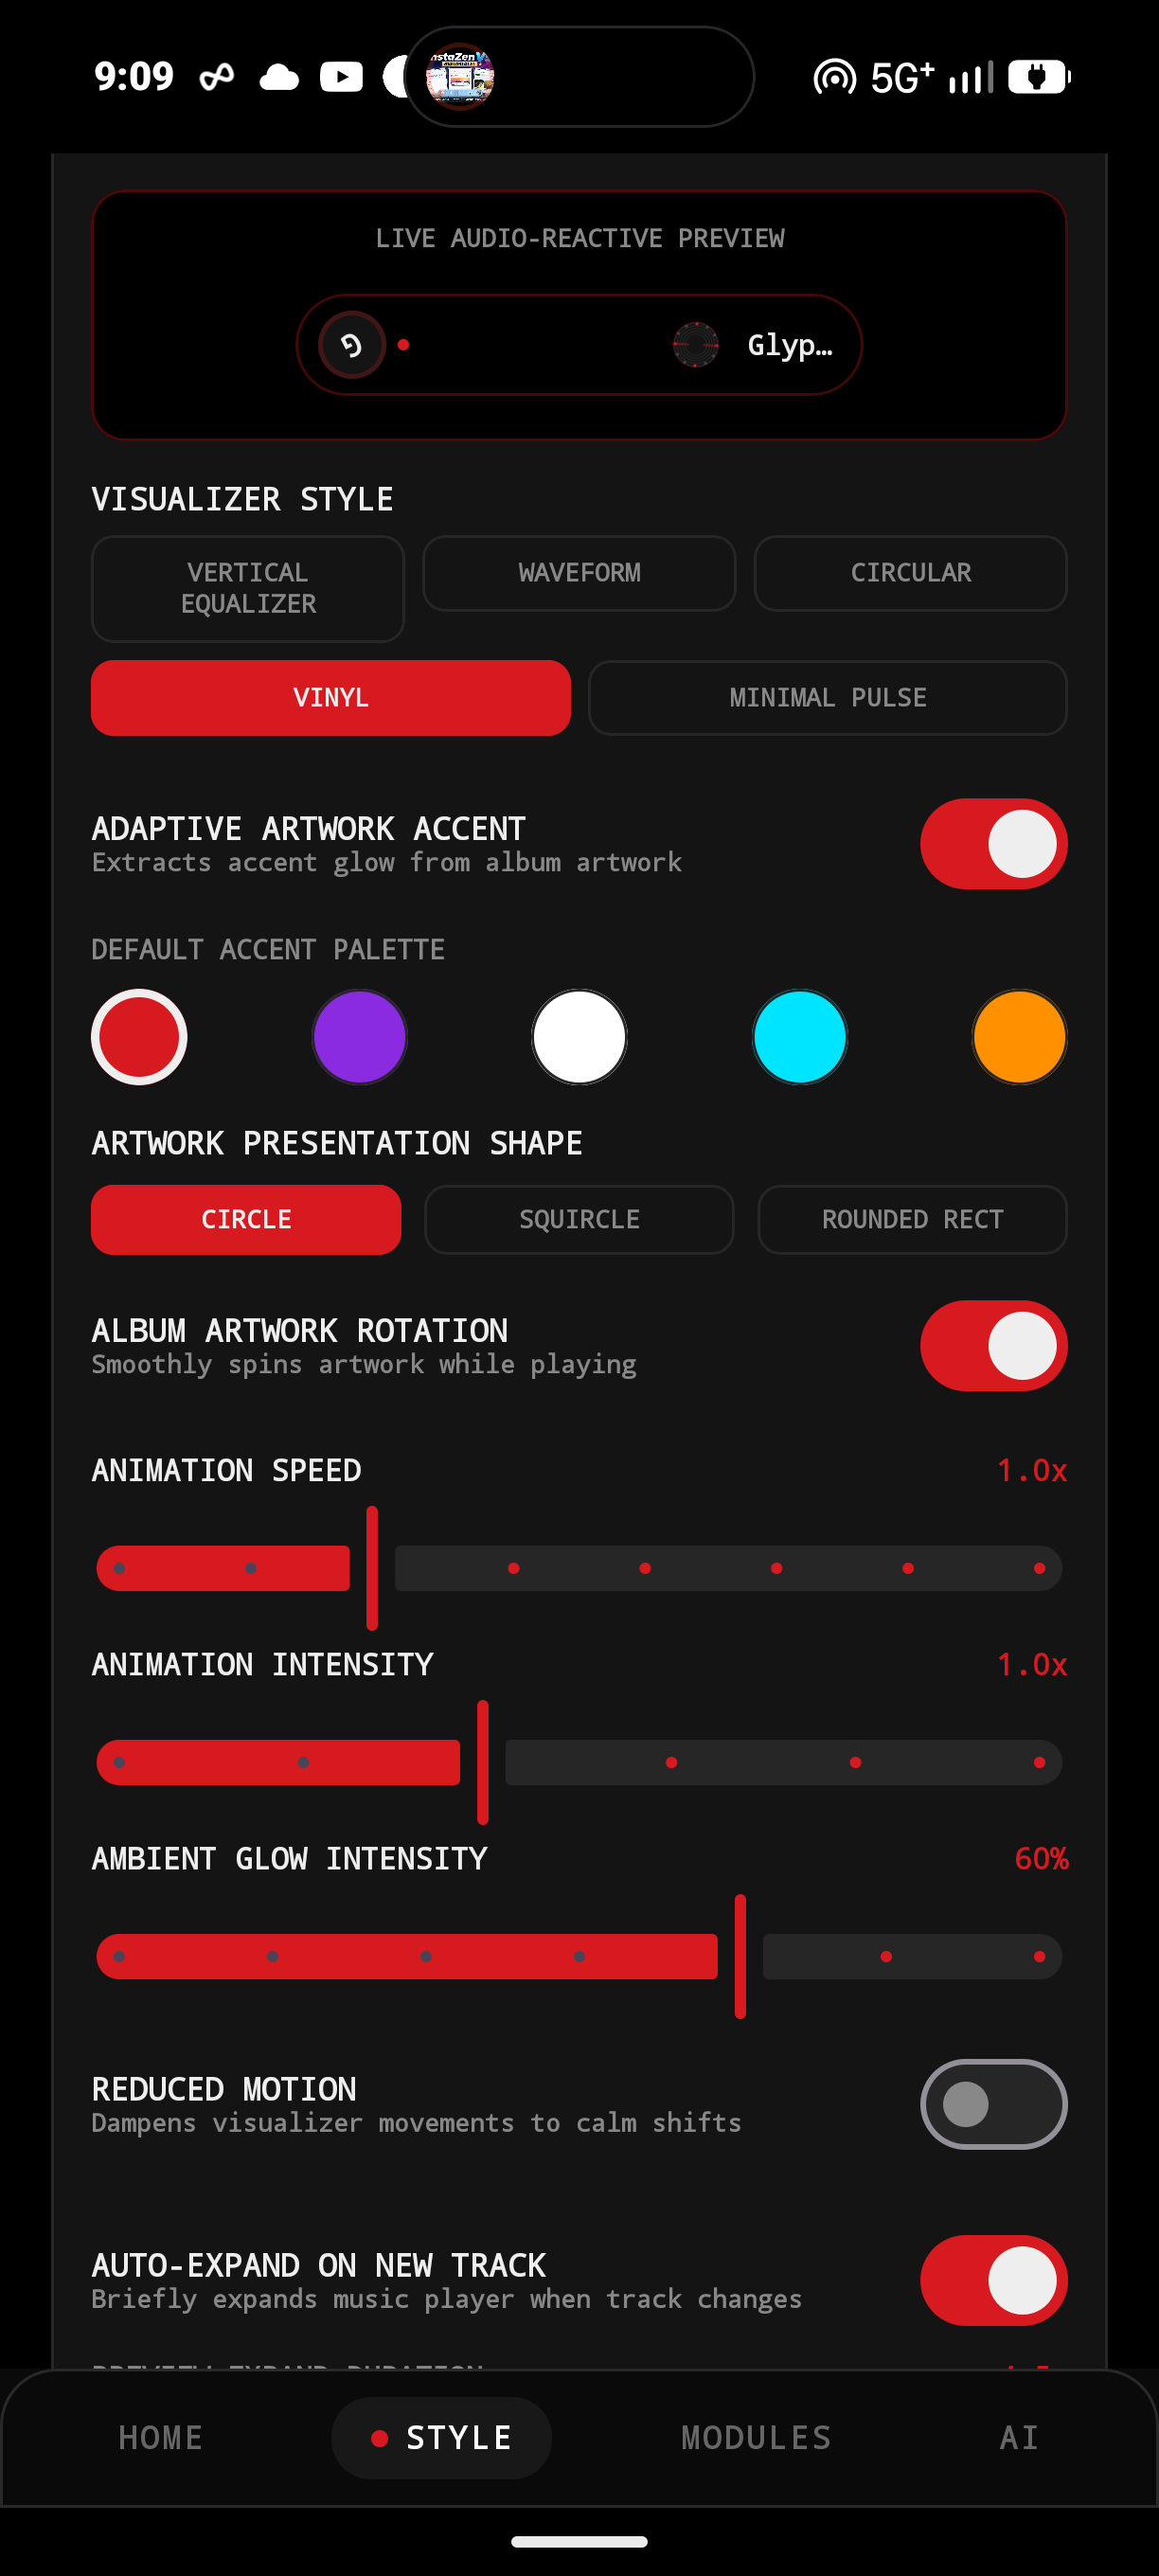 9:09
5G+
LIVE AUDIO-REACTIVE PREVIEW
G
Glyp…
VISUALIZER STYLE
VERTICAL
EQUALIZER
WAVEFORM
CIRCULAR
VINYL
MINIMAL PULSE
ADAPTIVE ARTWORK ACCENT
Extracts accent glow from album artwork
DEFAULT ACCENT PALETTE
ARTWORK PRESENTATION SHAPE
CIRCLE
SQUIRCLE
ROUNDED RECT
ALBUM ARTWORK ROTATION
Smoothly spins artwork while playing
ANIMATION SPEED
1.0x
ANIMATION INTENSITY
1.0x
AMBIENT GLOW INTENSITY
60%
REDUCED MOTION
Dampens visualizer movements to calm shifts
AUTO-EXPAND ON NEW TRACK
Briefly expands music player when track changes
HOME
STYLE
MODULES
AI